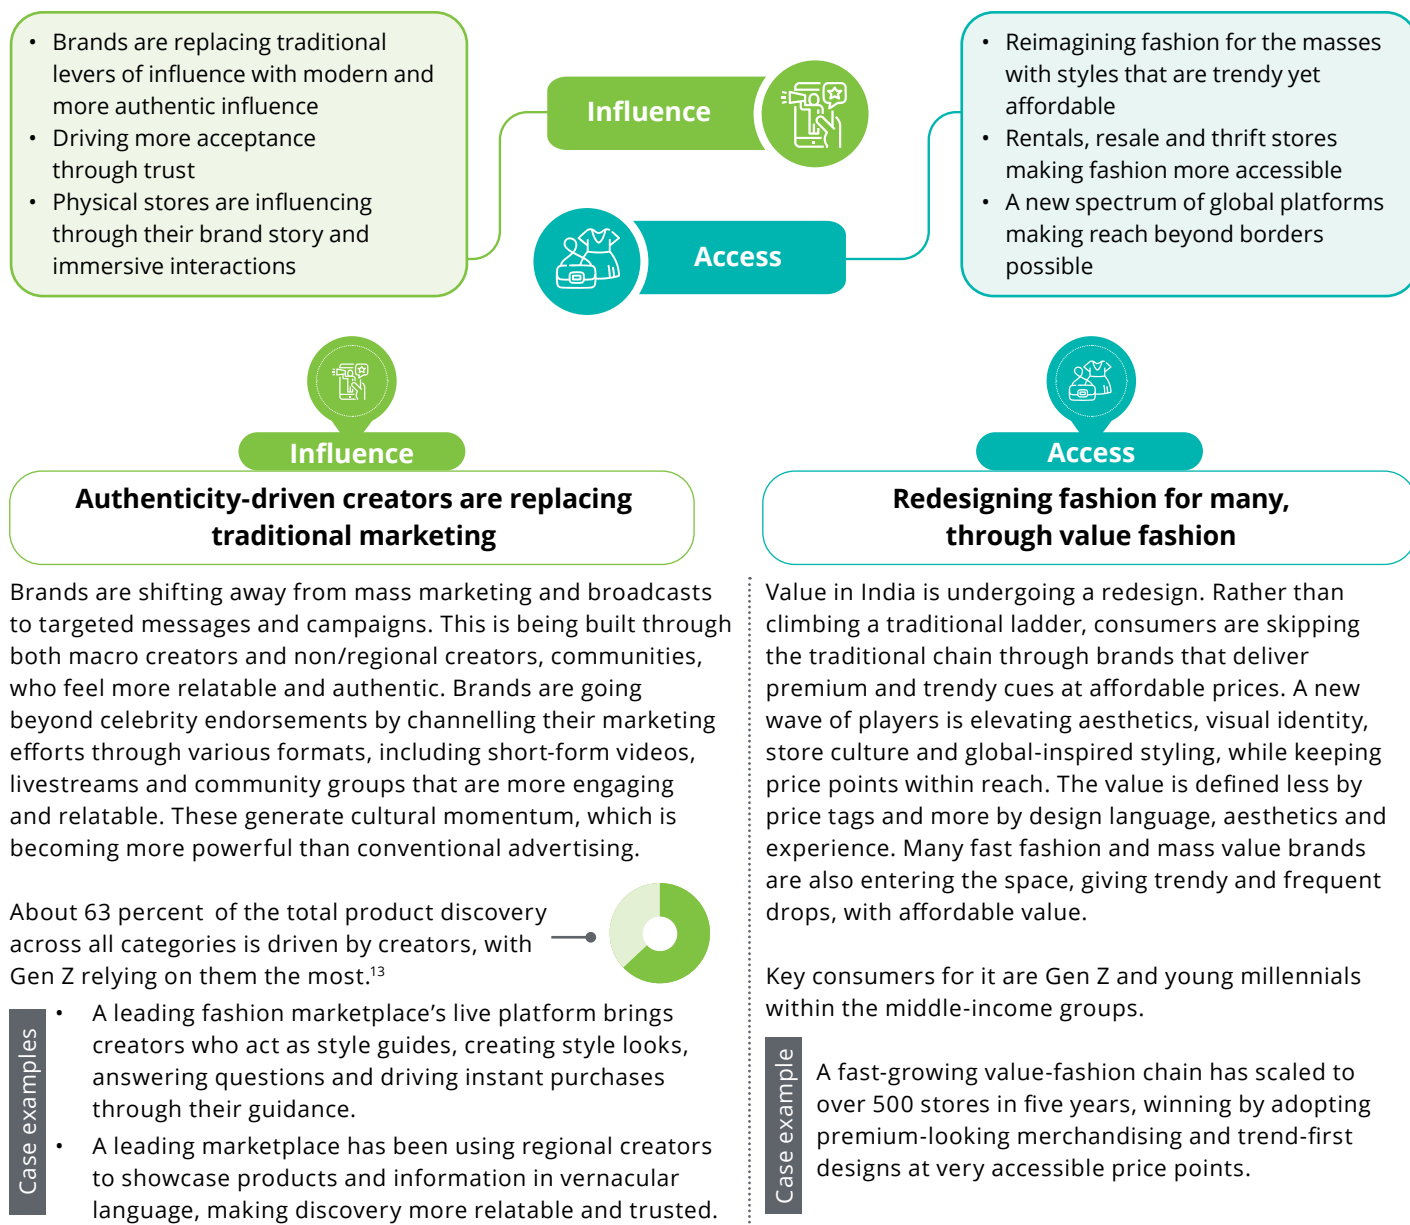 • Brands are replacing traditional
levers of influence with modern and
more authentic influence
• Driving more acceptance
through trust
• Physical stores are influencing
through their brand story and
immersive interactions
Influence
Access
• Reimagining fashion for the masses
with styles that are trendy yet
affordable
• Rentals, resale and thrift stores
making fashion more accessible
• A new spectrum of global platforms
making reach beyond borders
possible
Influence
Authenticity-driven creators are replacing
traditional marketing
Brands are shifting away from mass marketing and broadcasts
to targeted messages and campaigns. This is being built through
both macro creators and non/regional creators, communities,
who feel more relatable and authentic. Brands are going
beyond celebrity endorsements by channelling their marketing
efforts through various formats, including short-form videos,
livestreams and community groups that are more engaging
and relatable. These generate cultural momentum, which is
becoming more powerful than conventional advertising.
About 63 percent of the total product discovery
across all categories is driven by creators, with
Gen Z relying on them the most.13
Case examples
• A leading fashion marketplace’s live platform brings
creators who act as style guides, creating style looks,
answering questions and driving instant purchases
through their guidance.
• A leading marketplace has been using regional creators
to showcase products and information in vernacular
language, making discovery more relatable and trusted.
Access
Redesigning fashion for many,
through value fashion
Value in India is undergoing a redesign. Rather than
climbing a traditional ladder, consumers are skipping
the traditional chain through brands that deliver
premium and trendy cues at affordable prices. A new
wave of players is elevating aesthetics, visual identity,
store culture and global-inspired styling, while keeping
price points within reach. The value is defined less by
price tags and more by design language, aesthetics and
experience. Many fast fashion and mass value brands
are also entering the space, giving trendy and frequent
drops, with affordable value.
Key consumers for it are Gen Z and young millennials
within the middle-income groups.
Case example
A fast-growing value-fashion chain has scaled to
over 500 stores in five years, winning by adopting
premium-looking merchandising and trend-first
designs at very accessible price points.